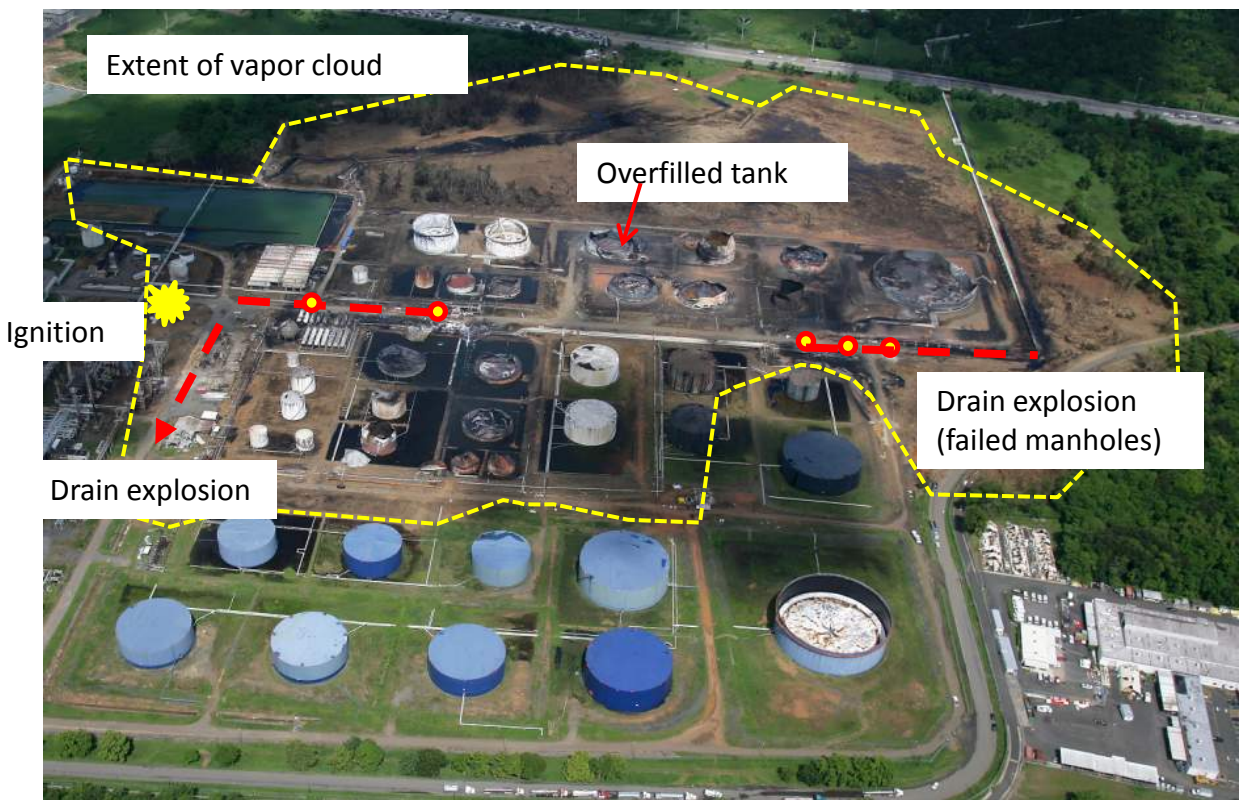 Extent of vapor cloud
Overfilled tank
Ignition
Drain explosion
(failed manholes)
Drain explosion